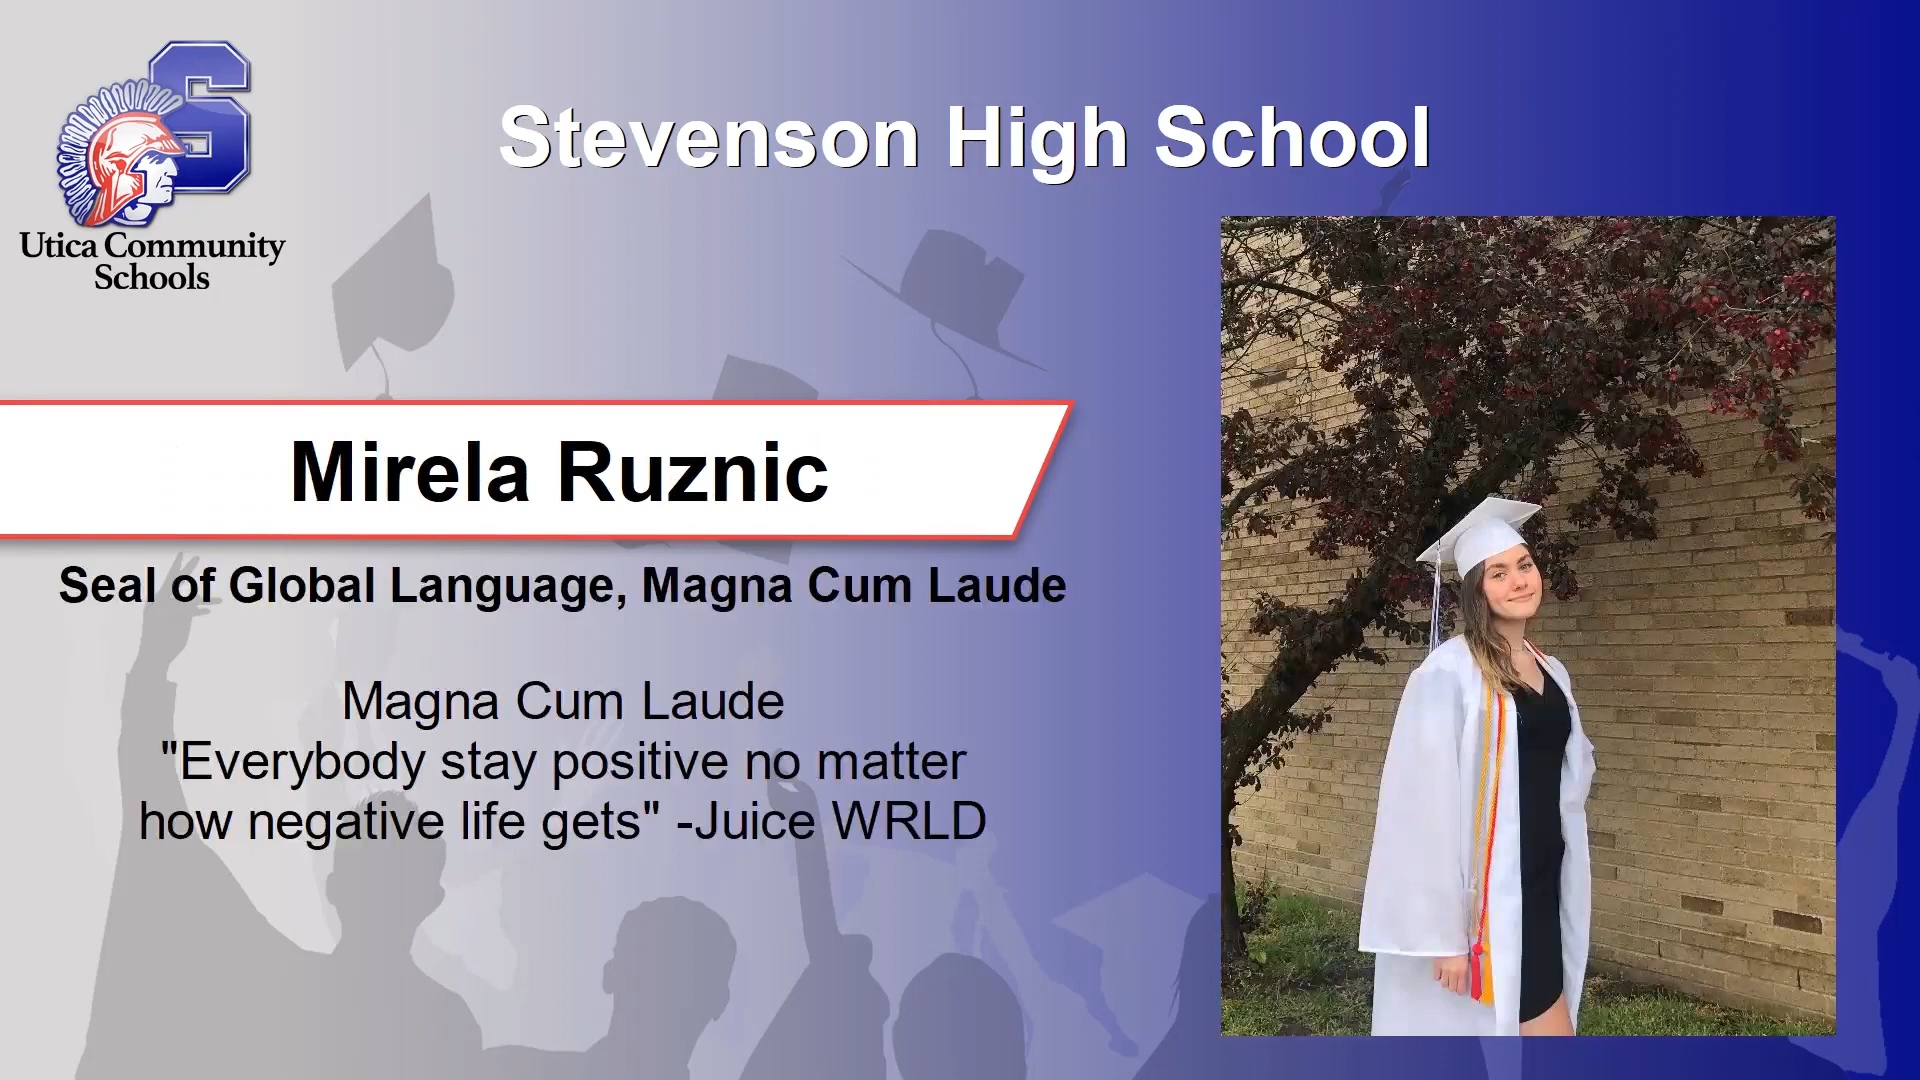 S
Utica Community
Schools
Stevenson High School
Mirela Ruznic
Seal of Global Language, Magna Cum Laude
Magna Cum Laude
"Everybody stay positive no matter
how negative life gets" -Juice WRLD